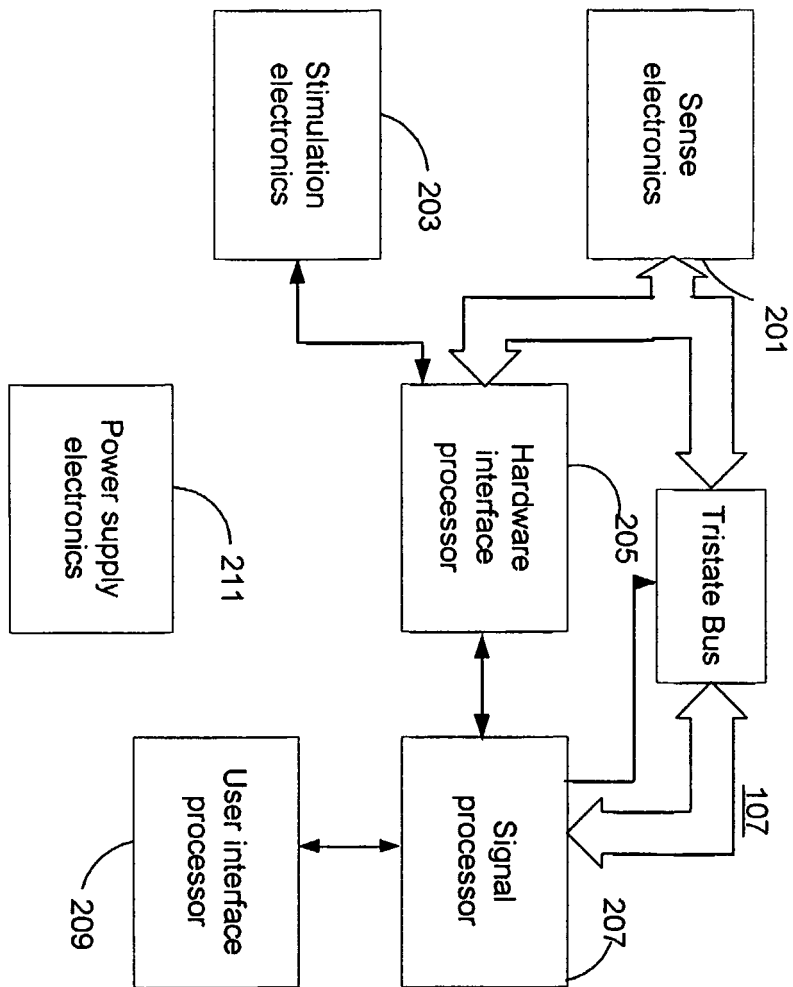 Sense
electronics
201
Tristate Bus
107
Stimulation
electronics
203
Hardware
interface
processor
205
Signal
processor
207
Power supply
electronics
211
User interface
processor
209